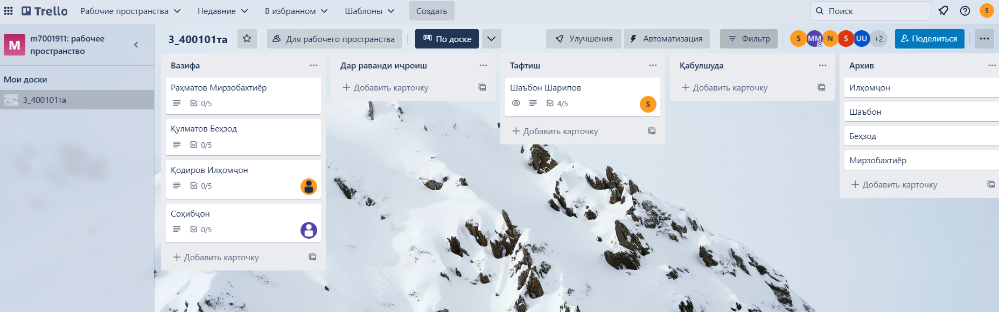 Trello
Рабочие пространства
Недавние
В избранном
Шаблоны
Создать
Поиск
S
M
m7001911: рабочее
пространство
Мои доски
3_400101та
3_400101та
Для рабочего пространства
По доске
Улучшения
Автоматизация
Фильтр
S
MM
N
S
UU
+2
Поделиться
Вазифа
Раҳматов Мирзобахтиёр
0/5
Қулматов Беҳзод
0/5
Қодиров Илҳомҷон
0/5
Соҳибҷон
0/5
Добавить карточку
Дар раванди иҷроиш
Добавить карточку
Тафтиш
Шаъбон Шарипов
4/5
S
Добавить карточку
Қабулшуда
Добавить карточку
Архив
Илҳомҷон
Шаъбон
Беҳзод
Мирзобахтиёр
Добавить карточку